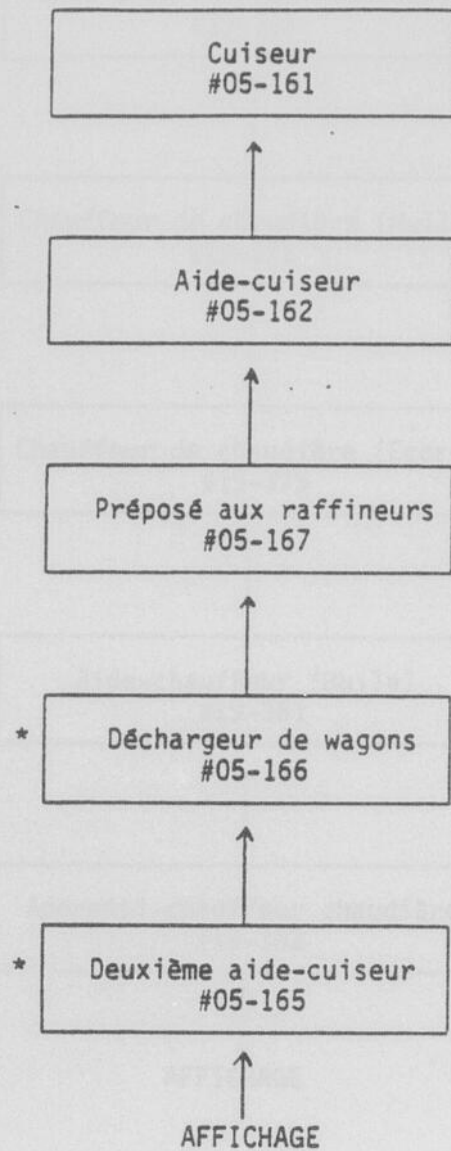 Cuiseur
#05-161
Aide-cuiseur
#05-162
Préposé aux raffineurs
#05-167
* Déchargeur de wagons
#05-166
* Deuxième aide-cuiseur
#05-165
AFFICHAGE